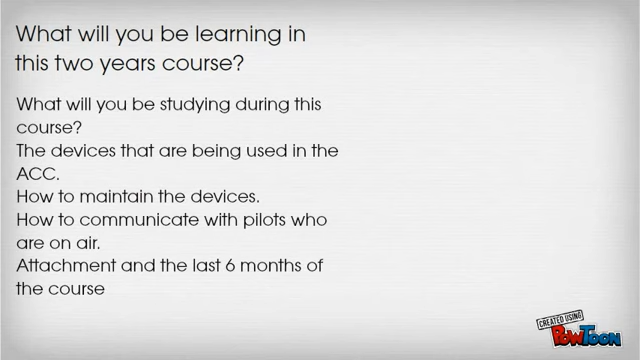 What will you be learning in
this two years course?
What will you be studying during this
course?
The devices that are being used in the
ACC.
How to maintain the devices.
How to communicate with pilots who
are on air.
Attachment and the last 6 months of
the course
CREATED USING
POWTOON